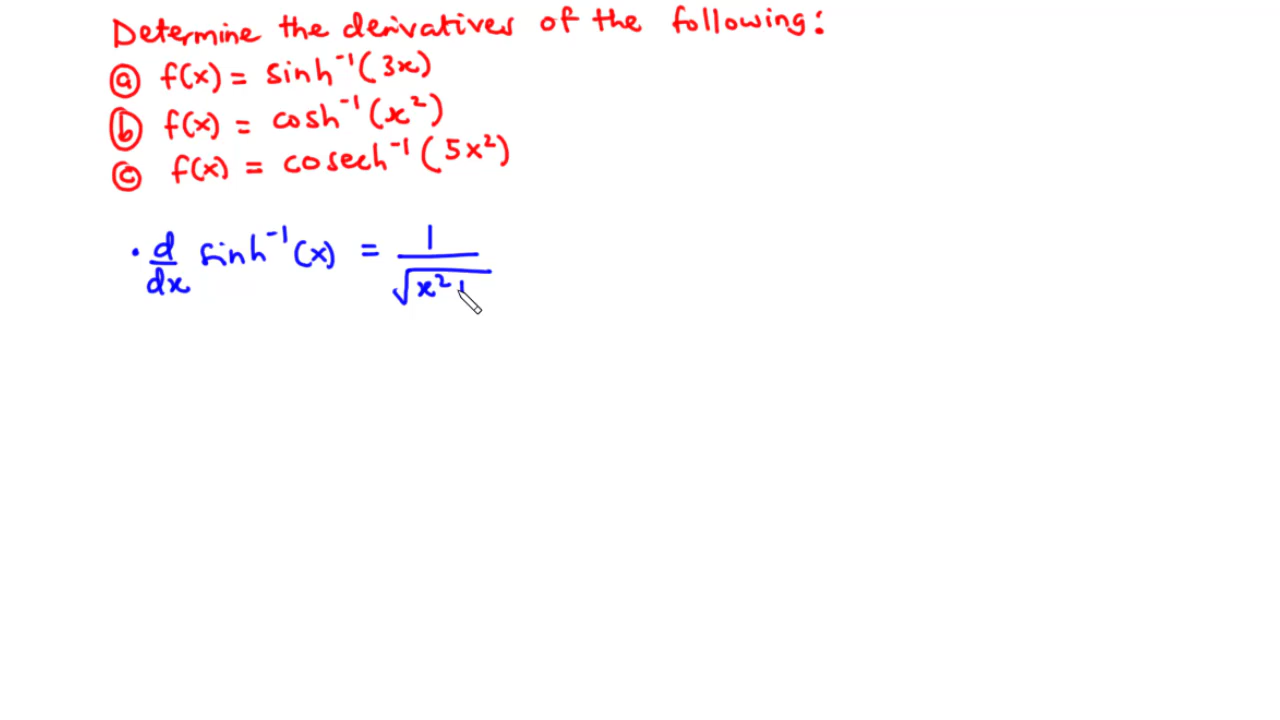 Determine the derivatives of the following:
ⓐ f(x) = sinh⁻¹(3x)
ⓑ f(x) = cosh⁻¹(x²)
ⓒ f(x) = cosech⁻¹(5x²)
· d/dx sinh⁻¹(x) = 1/√(x² ı